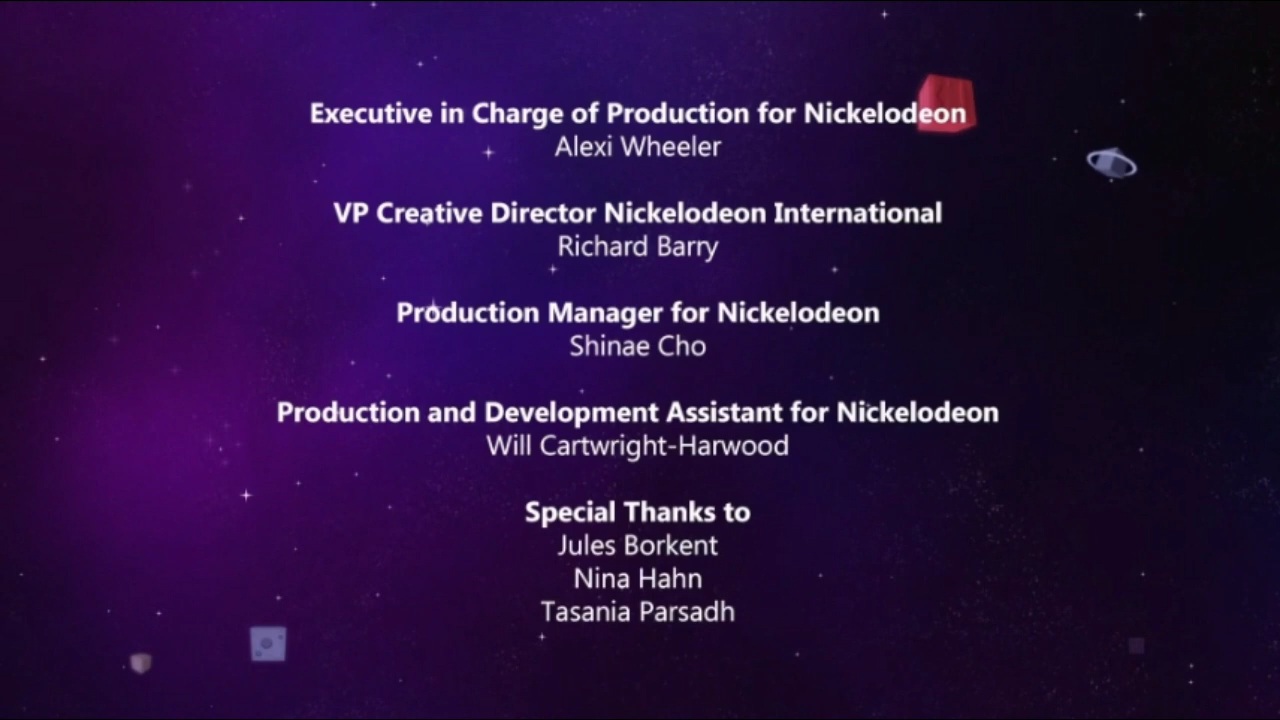 Executive in Charge of Production for Nickelodeon
Alexi Wheeler
VP Creative Director Nickelodeon International
Richard Barry
Production Manager for Nickelodeon
Shinae Cho
Production and Development Assistant for Nickelodeon
Will Cartwright-Harwood
Special Thanks to
Jules Borkent
Nina Hahn
Tasania Parsadh